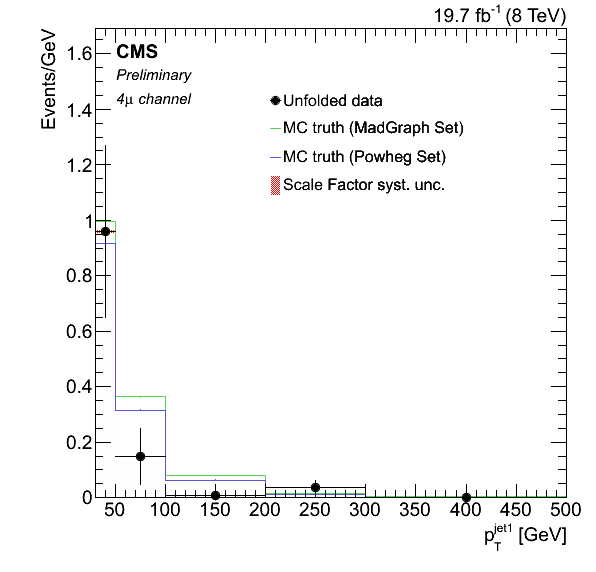 19.7 fb⁻¹ (8 TeV)
Events/GeV
CMS
Preliminary
4μ channel
Unfolded data
MC truth (MadGraph Set)
MC truth (Powheg Set)
Scale Factor syst. unc.
1.6
1.4
1.2
1
0.8
0.6
0.4
0.2
0
50 100 150 200 250 300 350 400 450 500
p_T^jet1 [GeV]